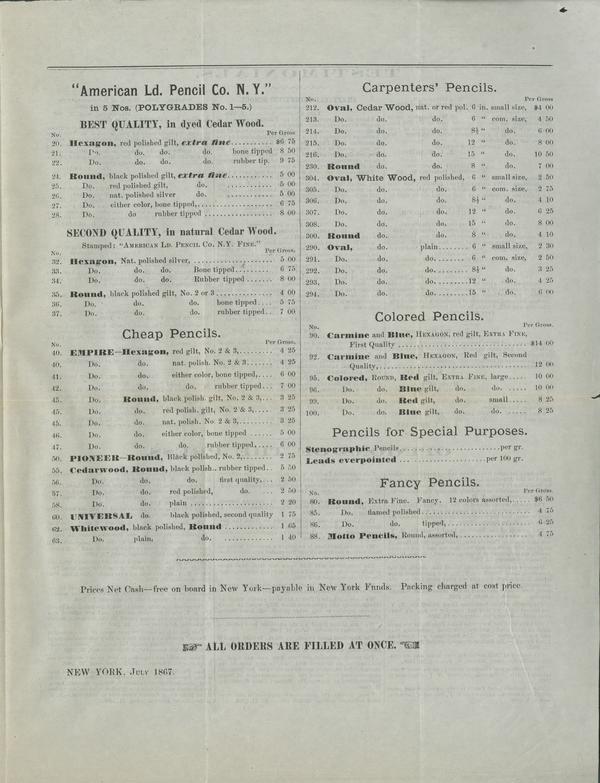 "American Ld. Pencil Co. N. Y."
in 5 Nos. (POLYGRADES No. 1—5.)
BEST QUALITY, in dyed Cedar Wood.
No. Per Gross
20. Hexagon, red polished gilt, extra fine........... $6 75
21. Do. do. do. bone tipped 8 50
22. Do. do. do. rubber tip. 9 75
24. Round, black polished gilt, extra fine............ 5 00
25. Do. red polished gilt, do. ............ 5 00
26. Do. nat. polished silver do. ............ 5 00
27. Do. either color, bone tipped,............... 6 75
28. Do. do rubber tipped ............... 8 00
SECOND QUALITY, in natural Cedar Wood.
Stamped: "American Ld. Pencil Co. N.Y. Fine."
No. Per Gross,
32. Hexagon, Nat. polished silver,................ 5 00
33. Do. do. do. Bone tipped......... 6 75
34. Do. do. do. Rubber tipped....... 8 00
35. Round, black polished gilt, No. 2 or 3 ............ 4 00
36. Do. do. do. bone tipped... 5 75
37. Do. do. do. rubber tipped.. 7 00
Cheap Pencils.
No. Per Gross.
40. EMPIRE—Hexagon, red gilt, No. 2 & 3,........ 4 25
40. Do. do. nat. polish. No. 2 & 3...... 4 25
41. Do. do. either color, bone tipped,... 6 00
42. Do. do. do. rubber tipped... 7 00
45. Do. Round, black polish. gilt, No. 2 & 3,.. 3 25
45. Do. do. red polish. gilt, No. 2 & 3,... 3 25
45. Do. do. nat. polish. No. 2 & 3,........ 3 25
46. Do. do. either color, bone tipped ...... 5 00
47. Do. do. do. rubber tipped,.... 6 00
50. PIONEER—Round, Black polished, No. 2,...... 2 75
55. Cedarwood, Round, black polish.. rubber tipped.. 5 50
56. Do. do. do. first quality,... 2 50
57. Do. do. red polished, do. ... 2 50
58. Do. do. plain ................... 2 20
60. UNIVERSAL do. black polished, second quality 1 75
62. Whitewood, black polished, Round ............ 1 65
63. Do. plain, do. ............ 1 40
Carpenters' Pencils.
No. Per Gross
212. Oval, Cedar Wood, nat. or red pol. 6 in. small size, $4 00
213. Do. do. do. 6 " com. size, 4 50
214. Do. do. do. 8½ " do. 6 00
215. Do. do. do. 12 " do. 8 00
216. Do. do. do. 15 " do. 10 50
230. Round do. do. 8 " do. 7 00
304. Oval, White Wood, red polished, 6 " small size, 2 50
305. Do. do. do. 6 " com. size, 2 75
306. Do. do. do. 8½ " do. 4 10
307. Do. do. do. 12 " do. 6 25
308. Do. do. do. 15 " do. 8 00
300. Round do. do. 8 " do. 4 10
290. Oval, do. plain........ 6 " small size, 2 30
291. Do. do. do........ 6 " com. size, 2 50
292. Do. do. do........ 8½ " do. 3 25
293. Do. do. do........12 " do. 4 25
294. Do. do. do........15 " do. 6 00
Colored Pencils.
No. Per Gross.
90. Carmine and Blue, Hexagon, red gilt, Extra Fine,
First Quality ............................. $14 00
92. Carmine and Blue, Hexagon, Red gilt, Second
Quality,................................. 12 00
95. Colored, Round, Red gilt, Extra Fine, large.... 10 00
96. Do. Do. Blue gilt, do. do. ..... 10 00
99. Do. do. Red gilt, do. small.... 8 25
100. Do. do. Blue gilt, do. do. ..... 8 25
Pencils for Special Purposes.
Stenographic Pencils......................per gr.
Leads everpointed ...................per 100 gr.
Fancy Pencils.
No. Per Gross.
80. Round, Extra Fine. Fancy. 12 colors assorted,.... $6 50
85. Do. flamed polished....................... 4 75
86. Do. do. tipped,.................. 6 25
88. Motto Pencils, Round, assorted,................. 4 75
Prices Net Cash—free on board in New York—payable in New York Funds. Packing charged at cost price.
ALL ORDERS ARE FILLED AT ONCE.
NEW YORK, July 1867.